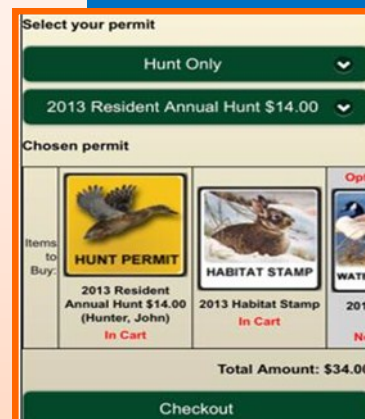 Select your permit
Hunt Only
2013 Resident Annual Hunt $14.00
Chosen permit
Items
to
Buy:
HUNT PERMIT
2013 Resident
Annual Hunt $14.00
(Hunter, John)
In Cart
HABITAT STAMP
2013 Habitat Stamp
In Cart
Total Amount: $34.00
Checkout